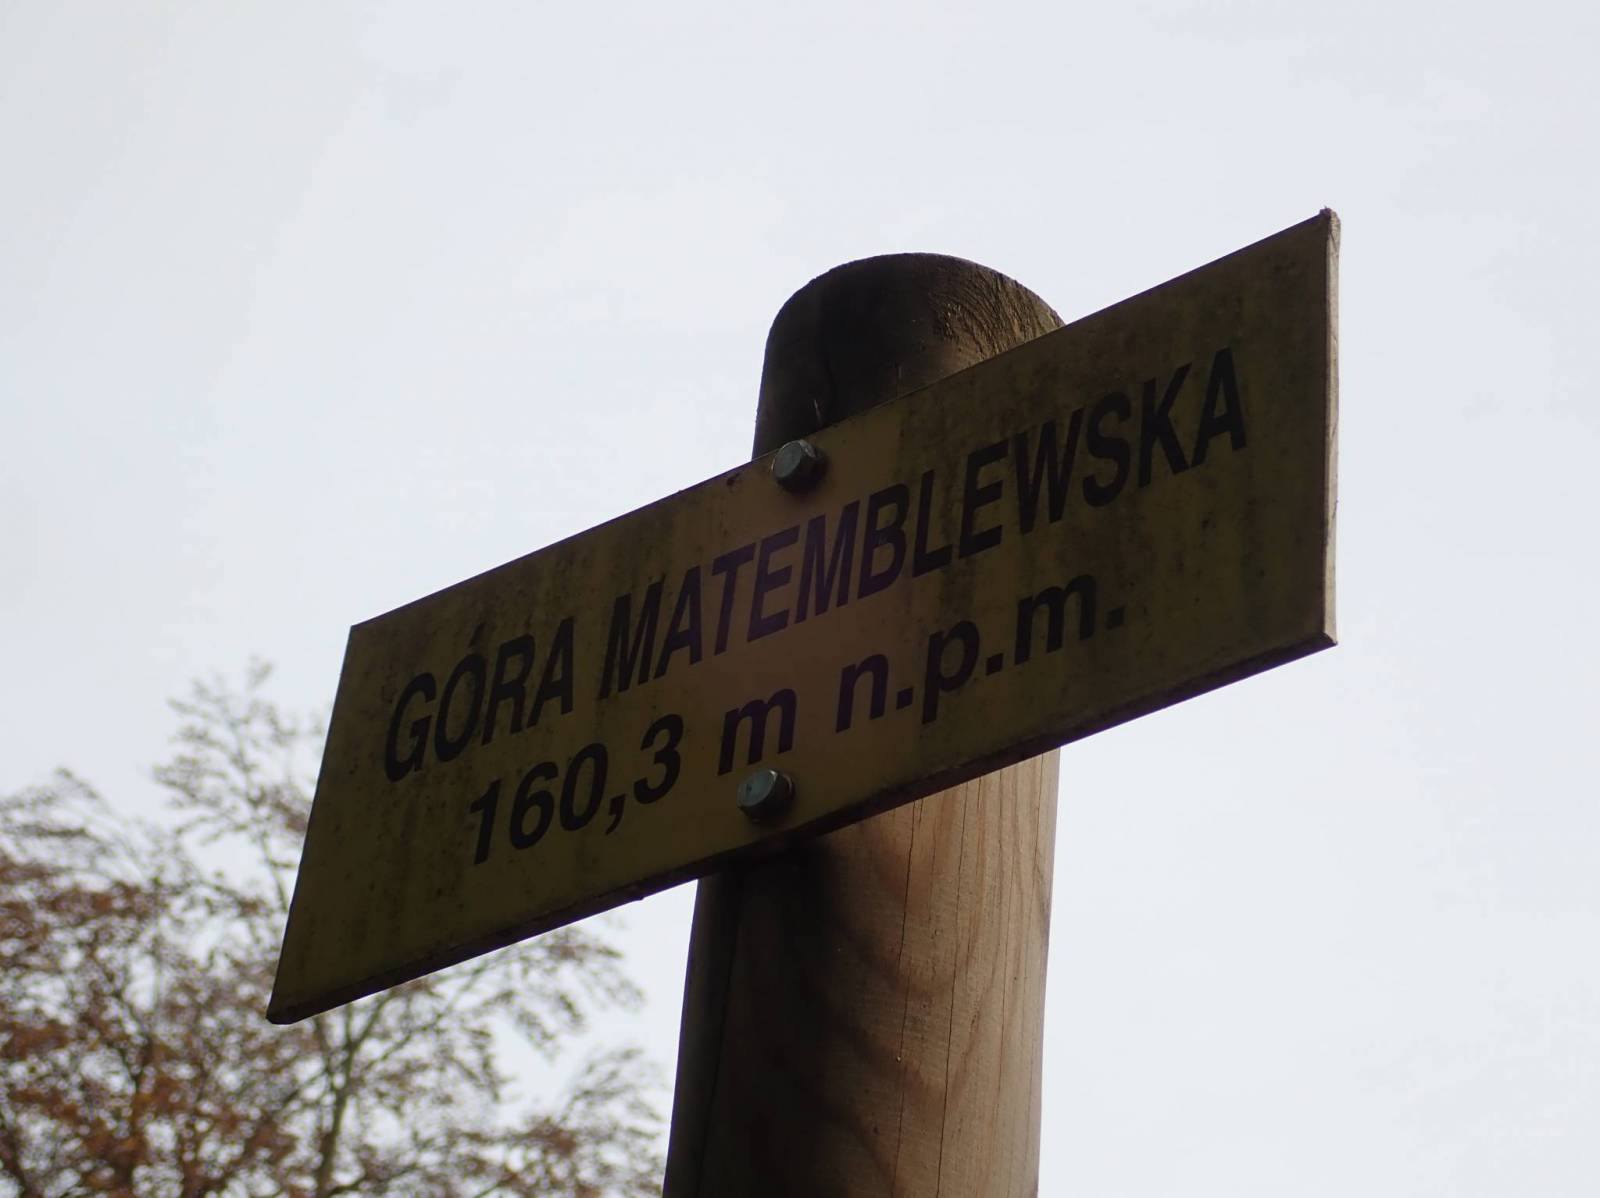 GÓRA MATEMBLEWSKA
160,3 m n.p.m.